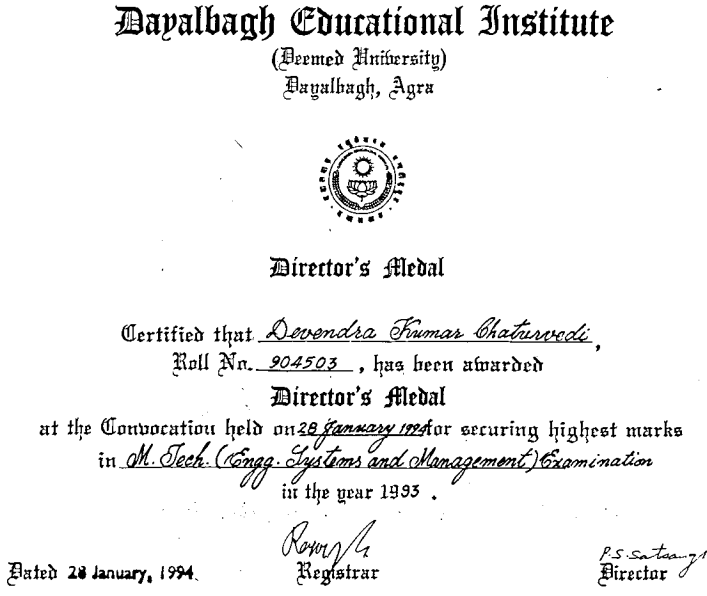 Dayalbagh Educational Institute
(Deemed University)
Dayalbagh, Agra
Director's Medal
Certified that Devendra Kumar Chaturvedi,
Roll No. 904503, has been awarded
Director's Medal
at the Convocation held on 28 January 1994 for securing highest marks
in M. Tech. (Engg. Systems and Management) Examination
in the year 1993.
P.S. Satsangi
Dated 28 January, 1994. Registrar Director